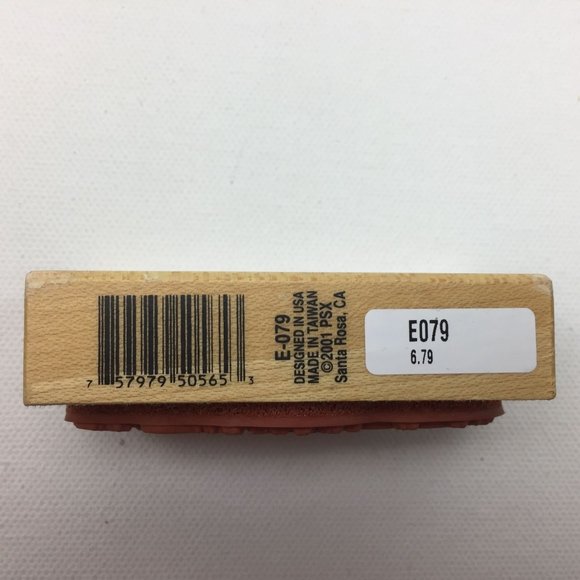 7 57979 50565 3
E-079
DESIGNED IN USA
MADE IN TAIWAN
©2001 PSX
Santa Rosa, CA
E079
6.79